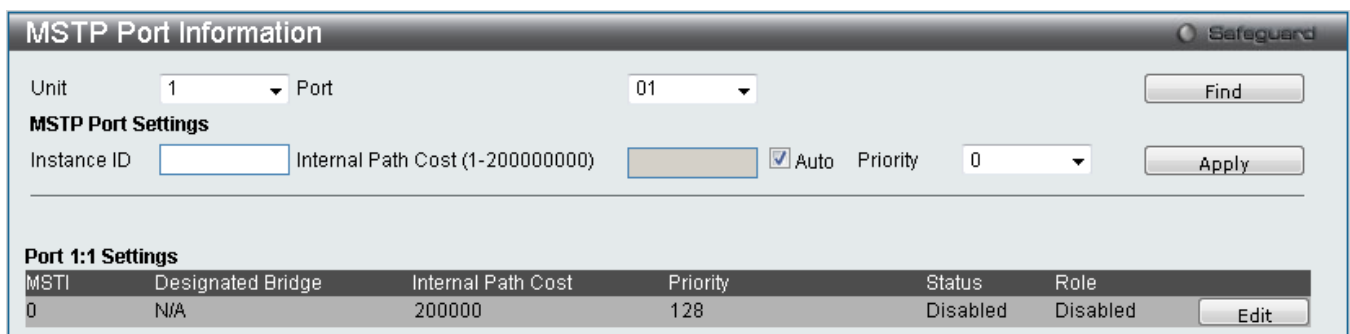 MSTP Port Information Safeguard
Unit 1 Port 01 Find
MSTP Port Settings
Instance ID Internal Path Cost (1-200000000) Auto Priority 0 Apply
Port 1:1 Settings
MSTI Designated Bridge Internal Path Cost Priority Status Role
0 N/A 200000 128 Disabled Disabled Edit